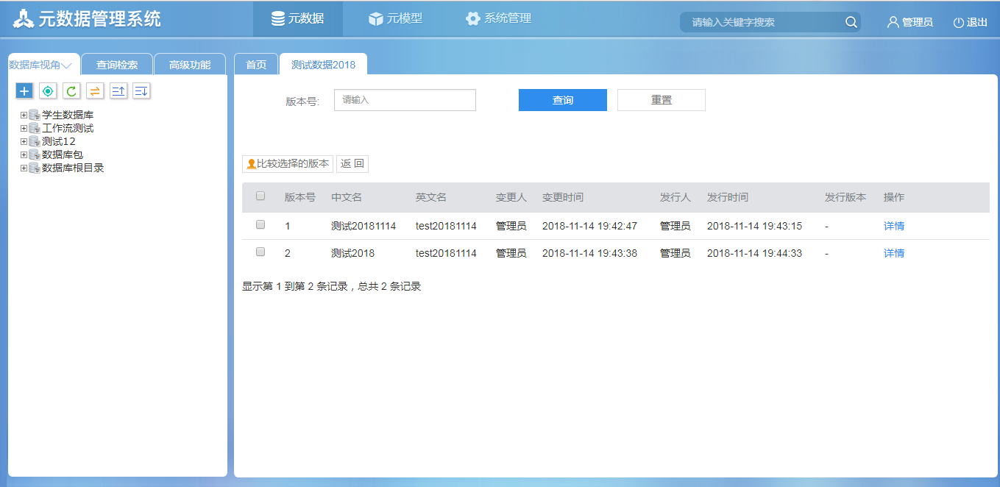 元数据管理系统 元数据 元模型 系统管理 请输入关键字搜索 管理员 退出
数据库视角 查询检索 高级功能 首页 测试数据2018
版本号: 请输入 查询 重置
学生数据库
工作流测试
测试12
数据库包
数据库根目录
比较选择的版本 返 回
版本号 中文名 英文名 变更人 变更时间 发行人 发行时间 发行版本 操作
1 测试20181114 test20181114 管理员 2018-11-14 19:42:47 管理员 2018-11-14 19:43:15 - 详情
2 测试2018 test20181114 管理员 2018-11-14 19:43:38 管理员 2018-11-14 19:44:33 - 详情
显示第 1 到第 2 条记录，总共 2 条记录